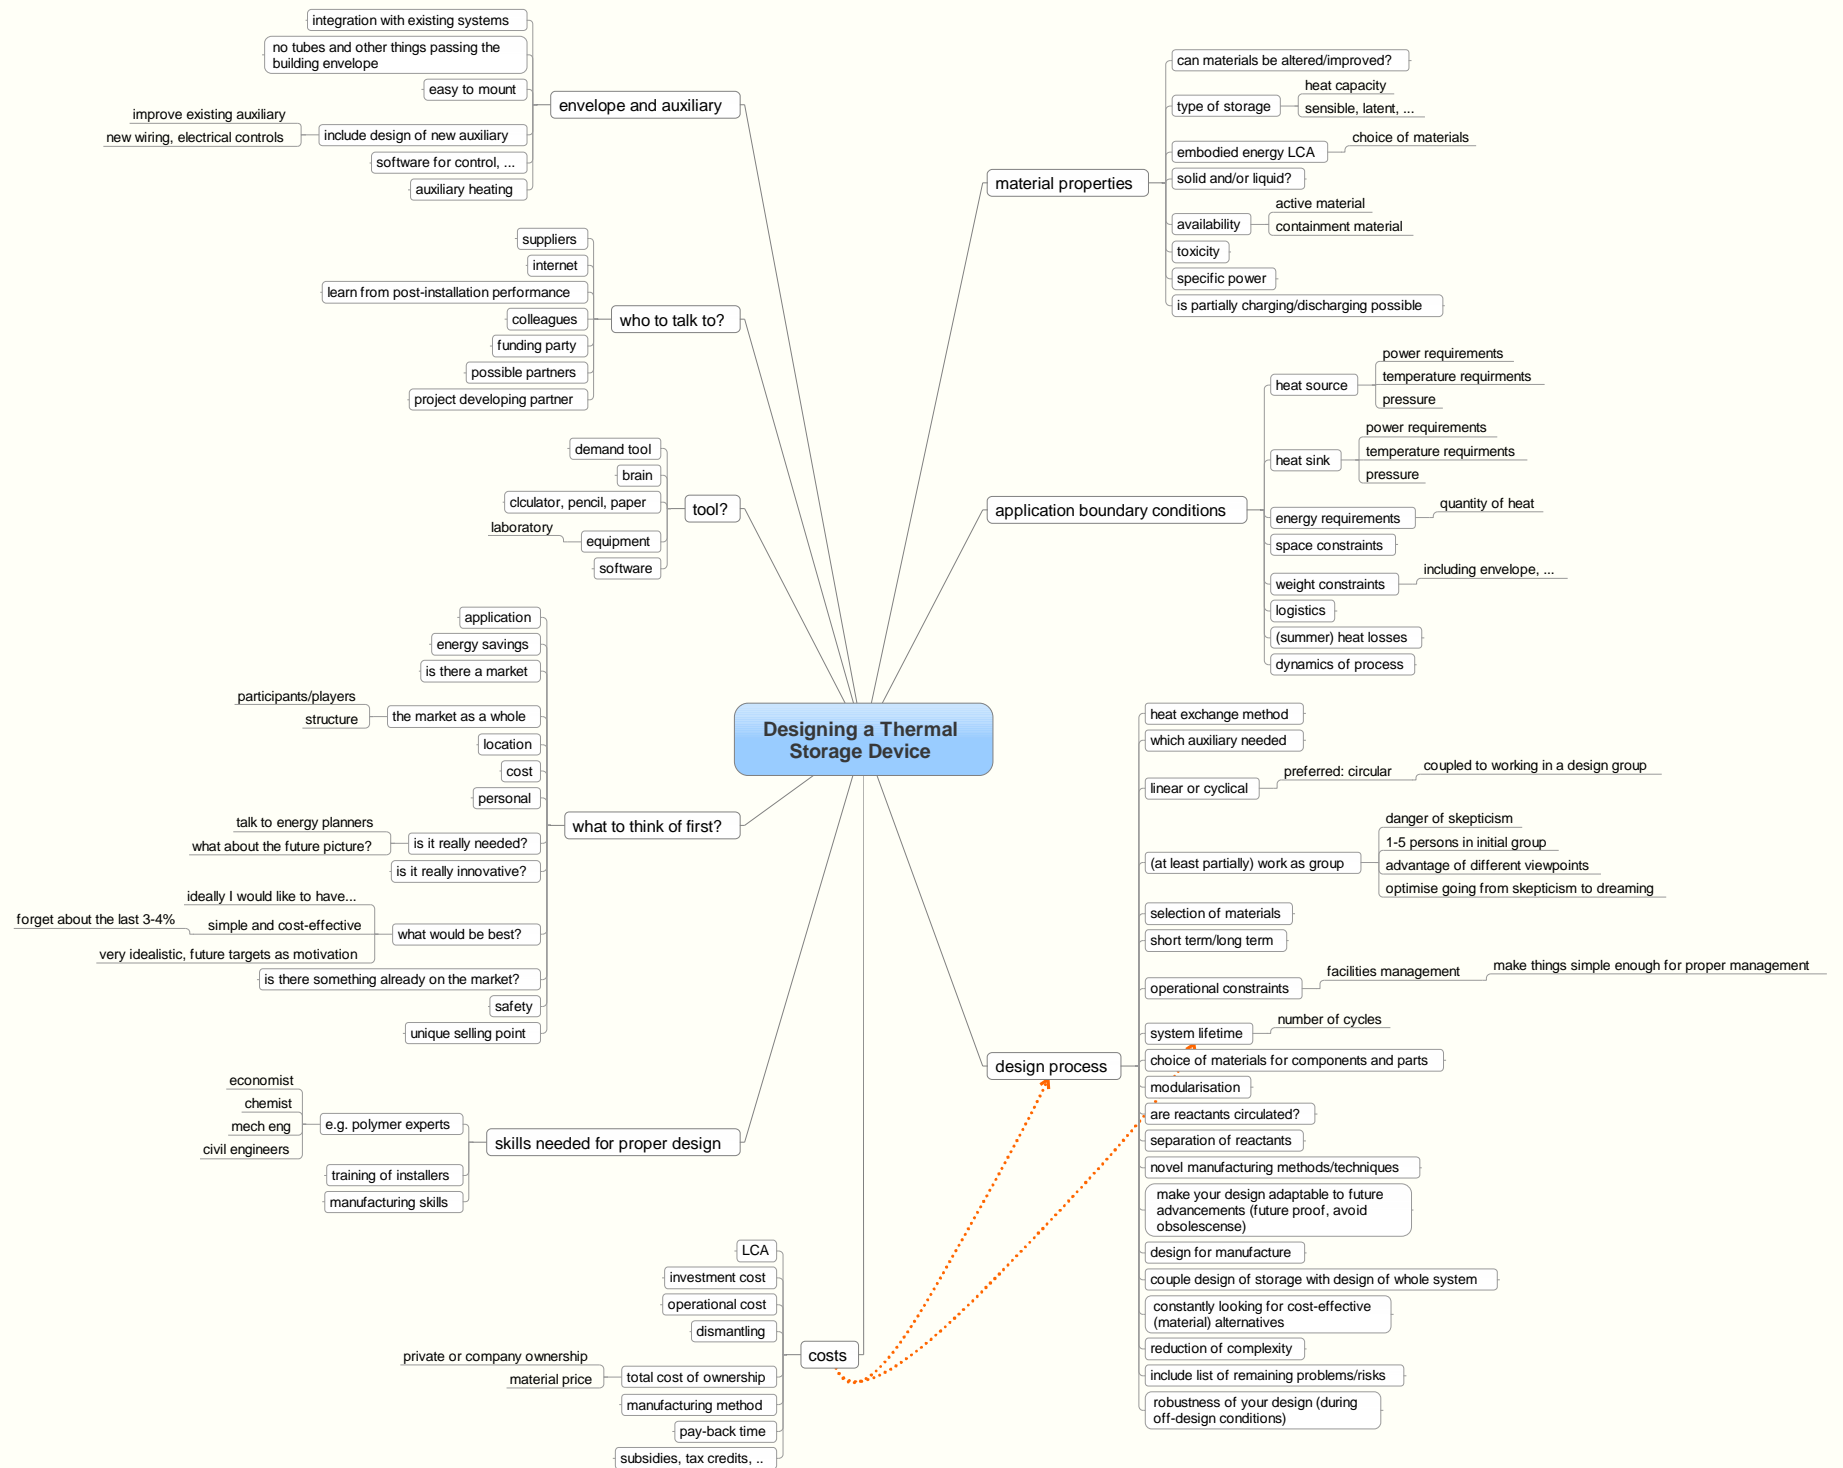 integration with existing systems
no tubes and other things passing the
building envelope
easy to mount
envelope and auxiliary
improve existing auxiliary
new wiring, electrical controls
include design of new auxiliary
software for control, ...
auxiliary heating
suppliers
internet
learn from post-installation performance
colleagues
who to talk to?
funding party
possible partners
project developing partner
demand tool
brain
clculator, pencil, paper
tool?
laboratory
equipment
software
application
energy savings
is there a market
participants/players
structure
the market as a whole
location
cost
personal
what to think of first?
talk to energy planners
what about the future picture?
is it really needed?
is it really innovative?
ideally I would like to have...
forget about the last 3-4%
simple and cost-effective
what would be best?
very idealistic, future targets as motivation
is there something already on the market?
safety
unique selling point
economist
chemist
mech eng
civil engineers
e.g. polymer experts
skills needed for proper design
training of installers
manufacturing skills
LCA
investment cost
operational cost
dismantling
costs
private or company ownership
material price
total cost of ownership
manufacturing method
pay-back time
subsidies, tax credits, ..
Designing a Thermal
Storage Device
material properties
can materials be altered/improved?
type of storage
heat capacity
sensible, latent, ...
embodied energy LCA
choice of materials
solid and/or liquid?
availability
active material
containment material
toxicity
specific power
is partially charging/discharging possible
application boundary conditions
heat source
power requirements
temperature requirments
pressure
heat sink
power requirements
temperature requirments
pressure
energy requirements
quantity of heat
space constraints
weight constraints
including envelope, ...
logistics
(summer) heat losses
dynamics of process
design process
heat exchange method
which auxiliary needed
linear or cyclical
preferred: circular
coupled to working in a design group
(at least partially) work as group
danger of skepticism
1-5 persons in initial group
advantage of different viewpoints
optimise going from skepticism to dreaming
selection of materials
short term/long term
operational constraints
facilities management
make things simple enough for proper management
system lifetime
number of cycles
choice of materials for components and parts
modularisation
are reactants circulated?
separation of reactants
novel manufacturing methods/techniques
make your design adaptable to future
advancements (future proof, avoid
obsolescense)
design for manufacture
couple design of storage with design of whole system
constantly looking for cost-effective
(material) alternatives
reduction of complexity
include list of remaining problems/risks
robustness of your design (during
off-design conditions)